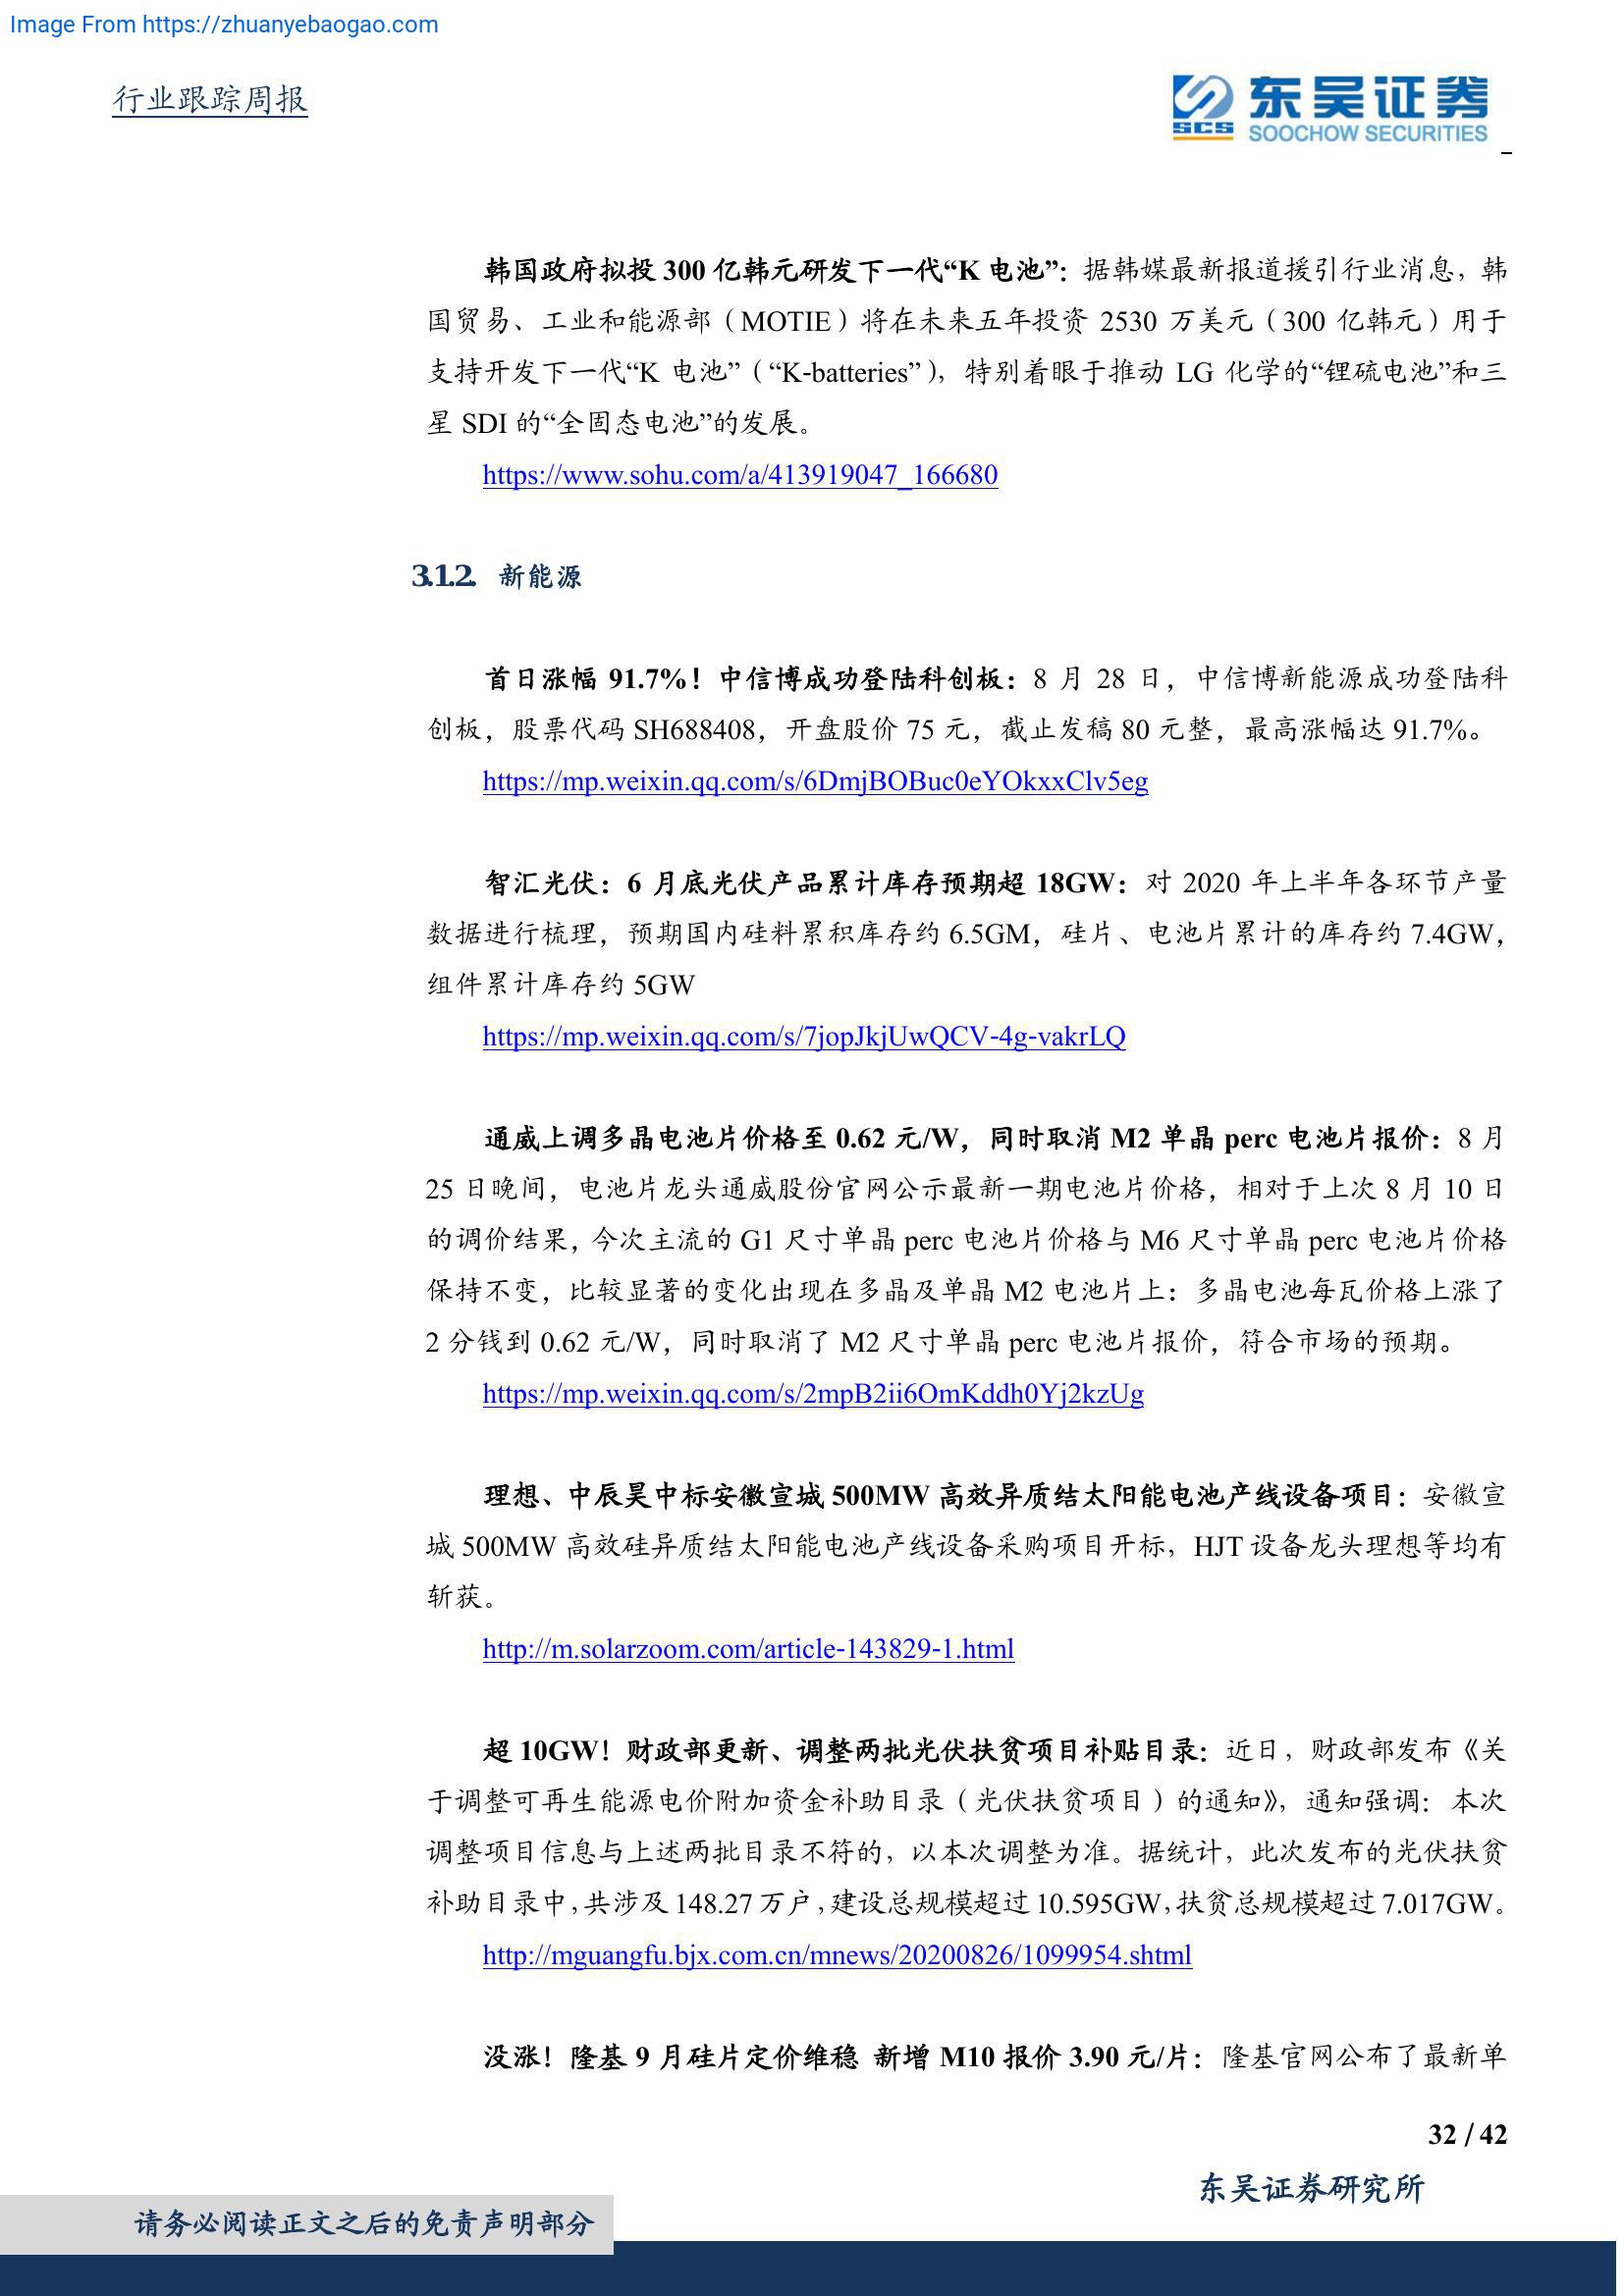 Image From https://zhuanyebaogao.com
行业跟踪周报
SCS
东吴证券
SOOCHOW SECURITIES
韩国政府拟投 300 亿韩元研发下一代“K 电池”：据韩媒最新报道援引行业消息，韩
国贸易、工业和能源部（MOTIE）将在未来五年投资 2530 万美元（300 亿韩元）用于
支持开发下一代“K 电池”（“K-batteries”），特别着眼于推动 LG 化学的“锂硫电池”和三
星 SDI 的“全固态电池”的发展。
https://www.sohu.com/a/413919047_166680
3.1.2. 新能源
首日涨幅 91.7%！中信博成功登陆科创板：8 月 28 日，中信博新能源成功登陆科
创板，股票代码 SH688408，开盘股价 75 元，截止发稿 80 元整，最高涨幅达 91.7%。
https://mp.weixin.qq.com/s/6DmjBOBuc0eYOkxxClv5eg
智汇光伏：6 月底光伏产品累计库存预期超 18GW：对 2020 年上半年各环节产量
数据进行梳理，预期国内硅料累积库存约 6.5GM，硅片、电池片累计的库存约 7.4GW，
组件累计库存约 5GW
https://mp.weixin.qq.com/s/7jopJkjUwQCV-4g-vakrLQ
通威上调多晶电池片价格至 0.62 元/W，同时取消 M2 单晶 perc 电池片报价：8 月
25 日晚间，电池片龙头通威股份官网公示最新一期电池片价格，相对于上次 8 月 10 日
的调价结果，今次主流的 G1 尺寸单晶 perc 电池片价格与 M6 尺寸单晶 perc 电池片价格
保持不变，比较显著的变化出现在多晶及单晶 M2 电池片上：多晶电池每瓦价格上涨了
2 分钱到 0.62 元/W，同时取消了 M2 尺寸单晶 perc 电池片报价，符合市场的预期。
https://mp.weixin.qq.com/s/2mpB2ii6OmKddh0Yj2kzUg
理想、中辰昊中标安徽宣城 500MW 高效异质结太阳能电池产线设备项目：安徽宣
城 500MW 高效硅异质结太阳能电池产线设备采购项目开标，HJT 设备龙头理想等均有
斩获。
http://m.solarzoom.com/article-143829-1.html
超 10GW！财政部更新、调整两批光伏扶贫项目补贴目录：近日，财政部发布《关
于调整可再生能源电价附加资金补助目录（光伏扶贫项目）的通知》，通知强调：本次
调整项目信息与上述两批目录不符的，以本次调整为准。据统计，此次发布的光伏扶贫
补助目录中，共涉及 148.27 万户，建设总规模超过 10.595GW，扶贫总规模超过 7.017GW。
http://mguangfu.bjx.com.cn/mnews/20200826/1099954.shtml
没涨！隆基 9 月硅片定价维稳 新增 M10 报价 3.90 元/片：隆基官网公布了最新单
32 / 42
东吴证券研究所
请务必阅读正文之后的免责声明部分